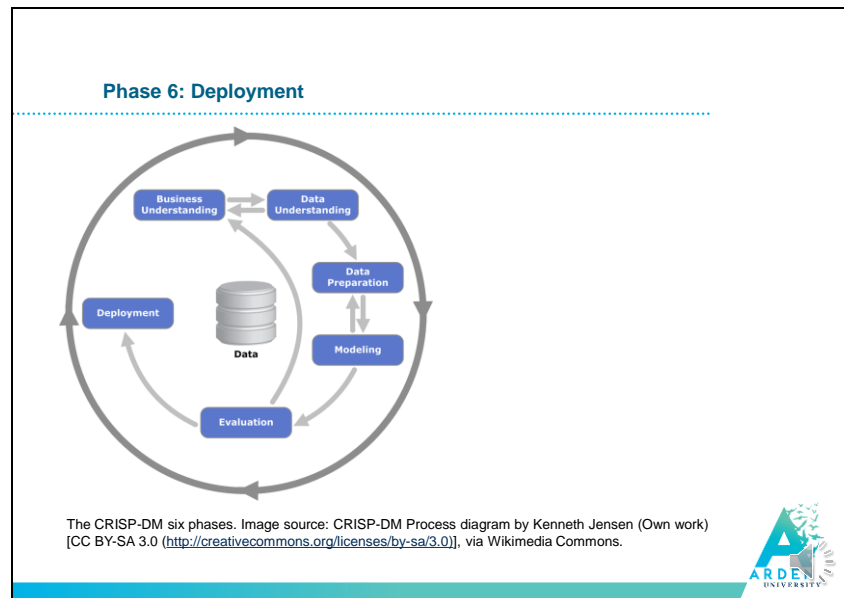 Phase 6: Deployment
Business
Understanding
Data
Understanding
Data
Preparation
Deployment
Data
Modeling
Evaluation
The CRISP-DM six phases. Image source: CRISP-DM Process diagram by Kenneth Jensen (Own work)
[CC BY-SA 3.0 (http://creativecommons.org/licenses/by-sa/3.0)], via Wikimedia Commons.
ARDEN
UNIVERSITY